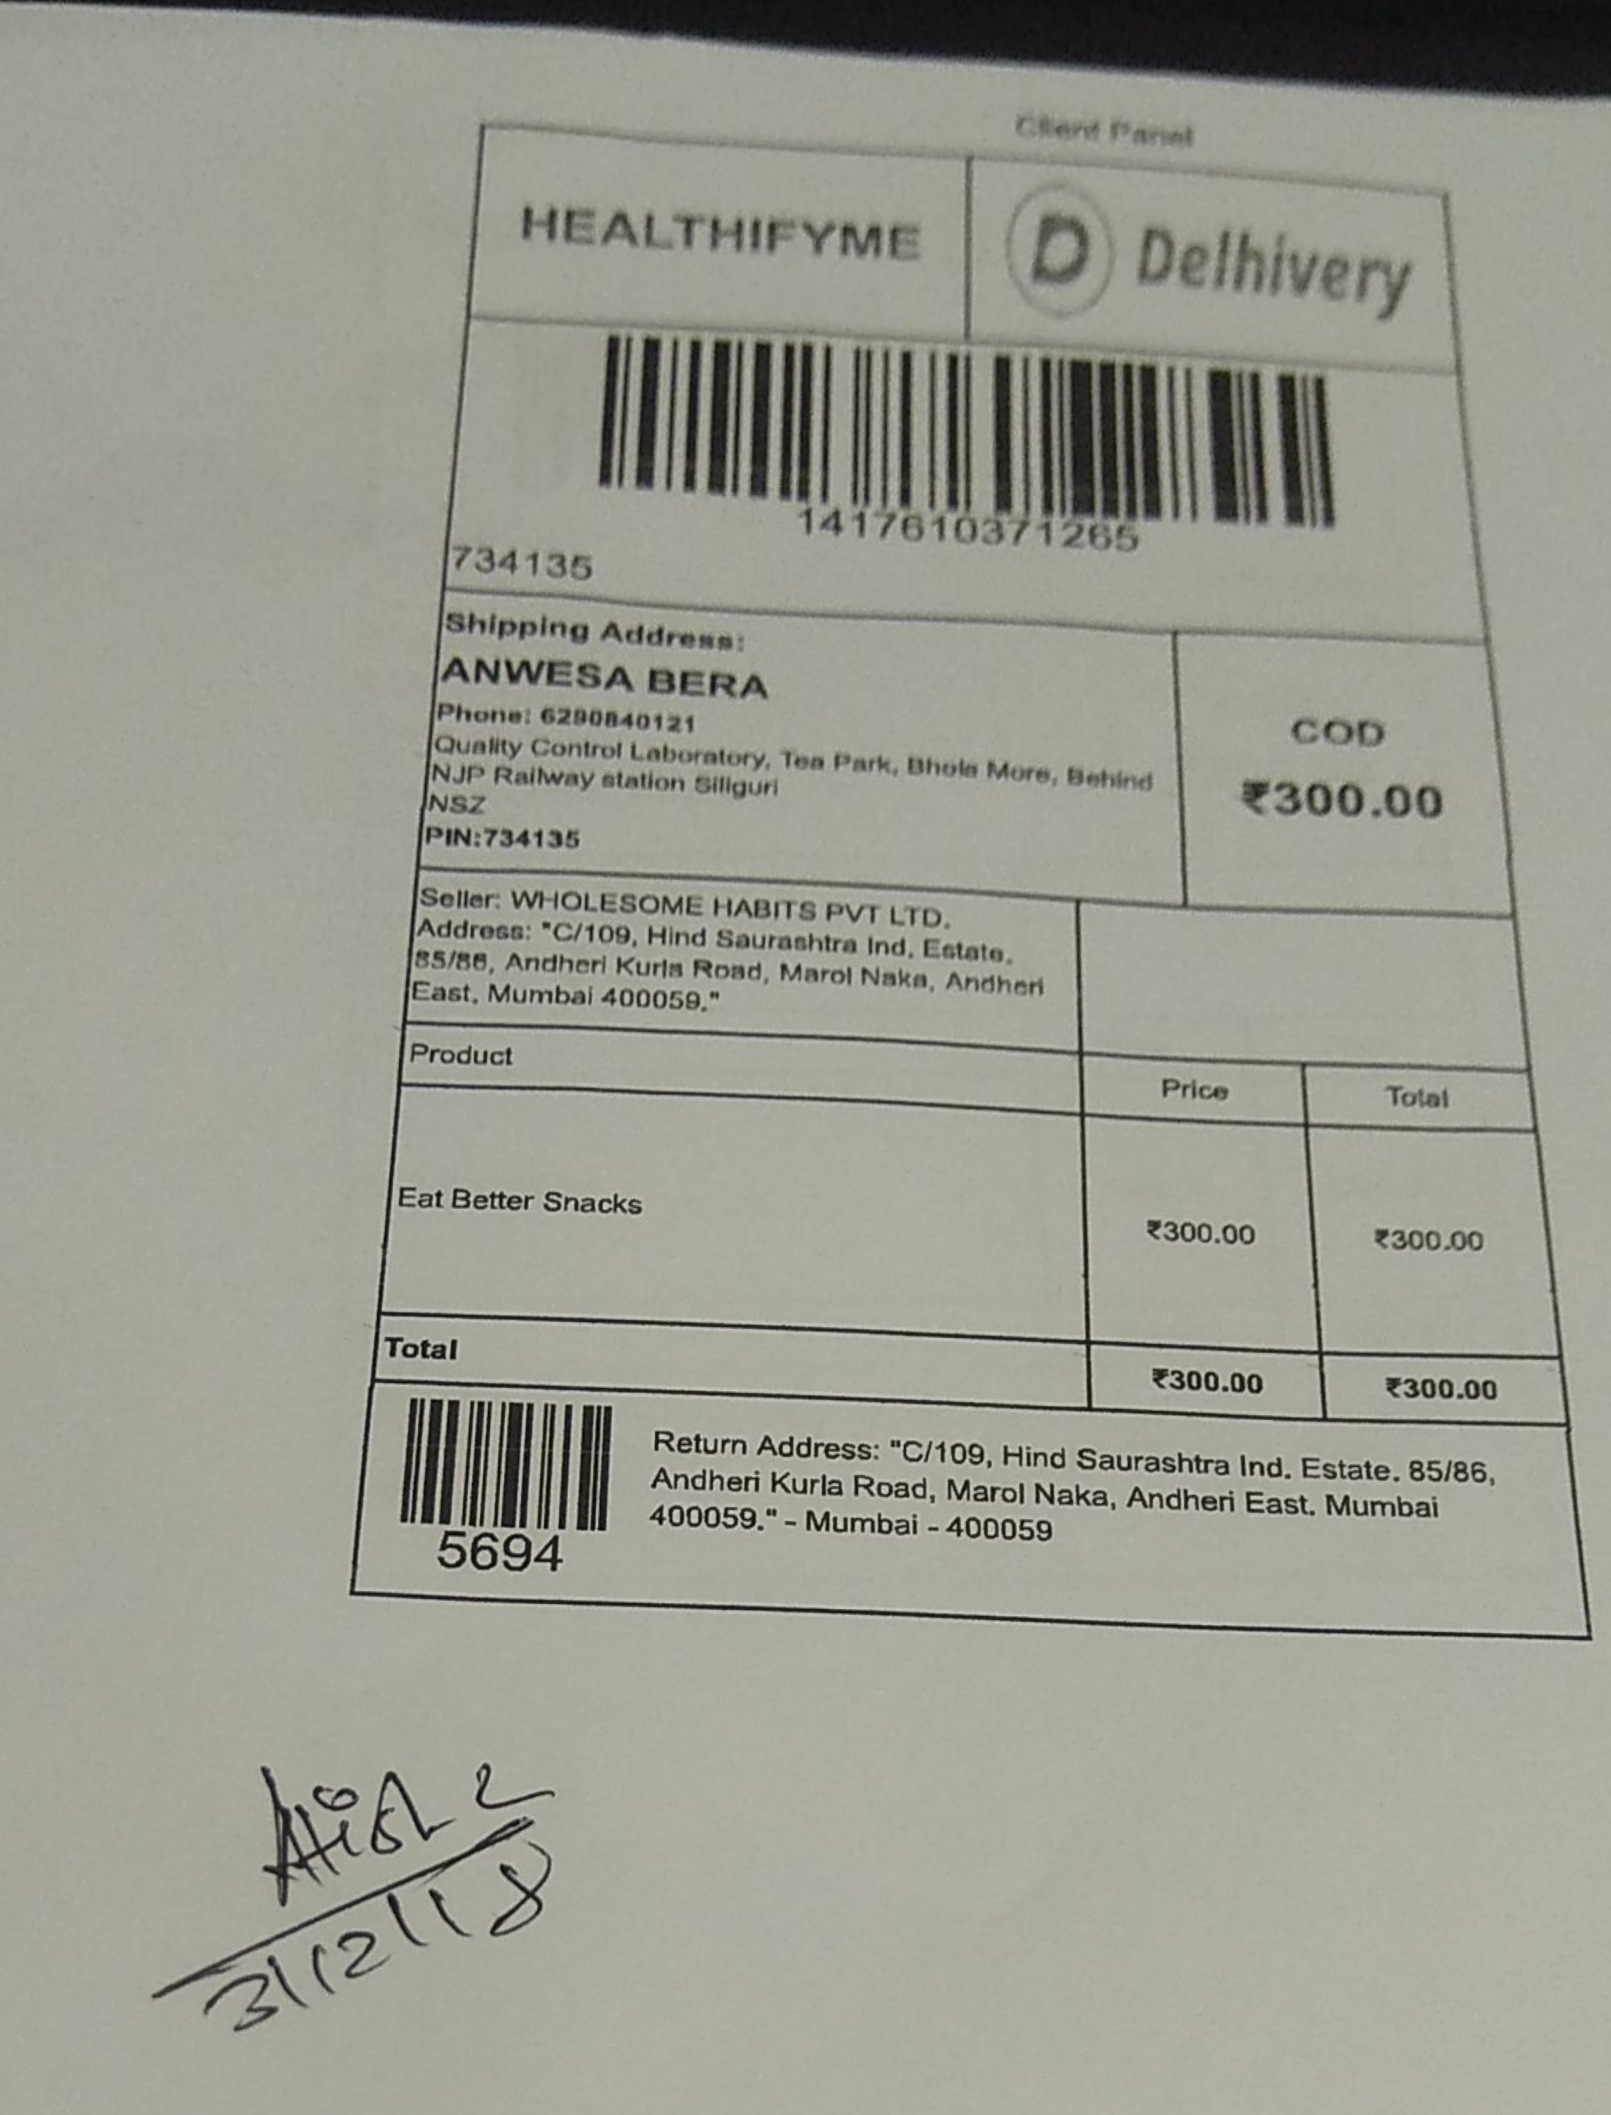 Client Panel
HEALTHIFYME
D Delhivery
1417610371265
734135
Shipping Address:
ANWESA BERA
Phone: 6290840121
Quality Control Laboratory, Tea Park, Bhola More, Behind
NJP Railway station Siliguri
NSZ
PIN:734135
COD
₹300.00
Seller: WHOLESOME HABITS PVT LTD.
Address: "C/109, Hind Saurashtra Ind. Estate.
85/86, Andheri Kurla Road, Marol Naka, Andheri
East. Mumbai 400059."
Product Price Total
Eat Better Snacks ₹300.00 ₹300.00
Total ₹300.00 ₹300.00
5694
Return Address: "C/109, Hind Saurashtra Ind. Estate. 85/86,
Andheri Kurla Road, Marol Naka, Andheri East. Mumbai
400059." - Mumbai - 400059